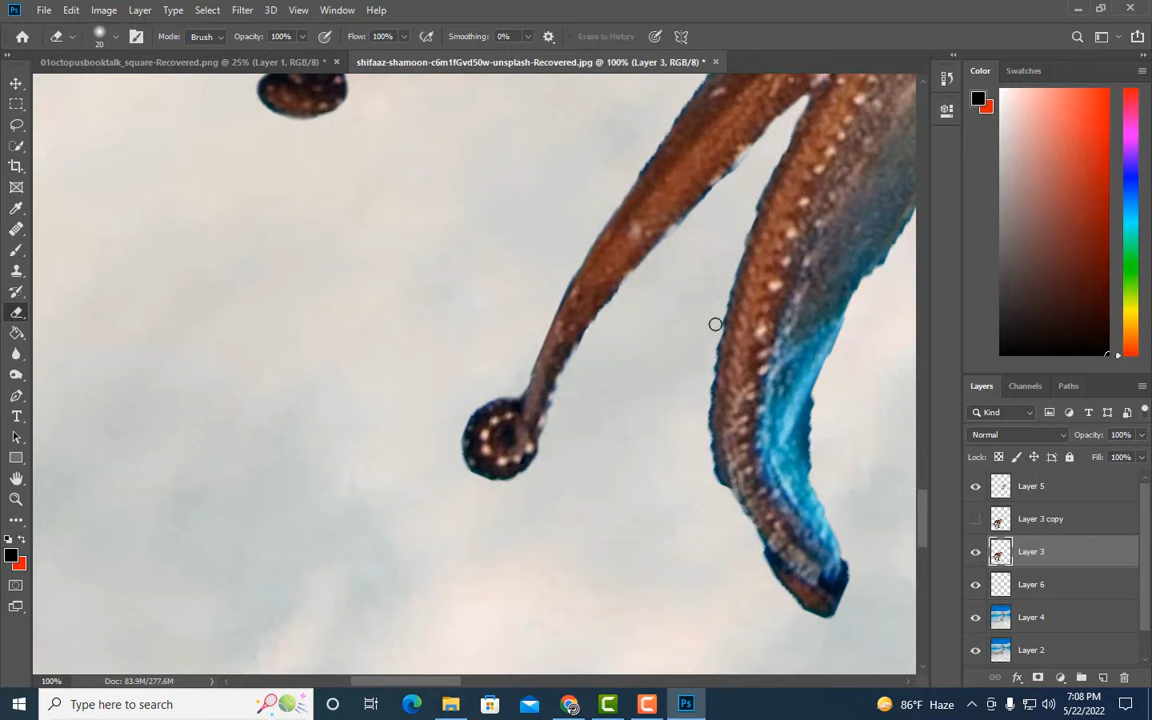 Ps File Edit Image Layer Type Select Filter 3D View Window Help
20 Mode: Brush Opacity: 100% Flow: 100% Smoothing: 0% Erase to History
01octopusbooktalk_square-Recovered.png @ 25% (Layer 1, RGB/8) * × shifaaz-shamoon-c6m1fGvd50w-unsplash-Recovered.jpg @ 100% (Layer 3, RGB/8) * ×
Color Swatches
Layers Channels Paths
Kind
Normal Opacity: 100%
Lock: Fill: 100%
Layer 5
Layer 3 copy
Layer 3
Layer 6
Layer 4
Layer 2
100% Doc: 83.9M/277.6M
Type here to search
Ps
86°F Haze
7:08 PM
5/22/2022